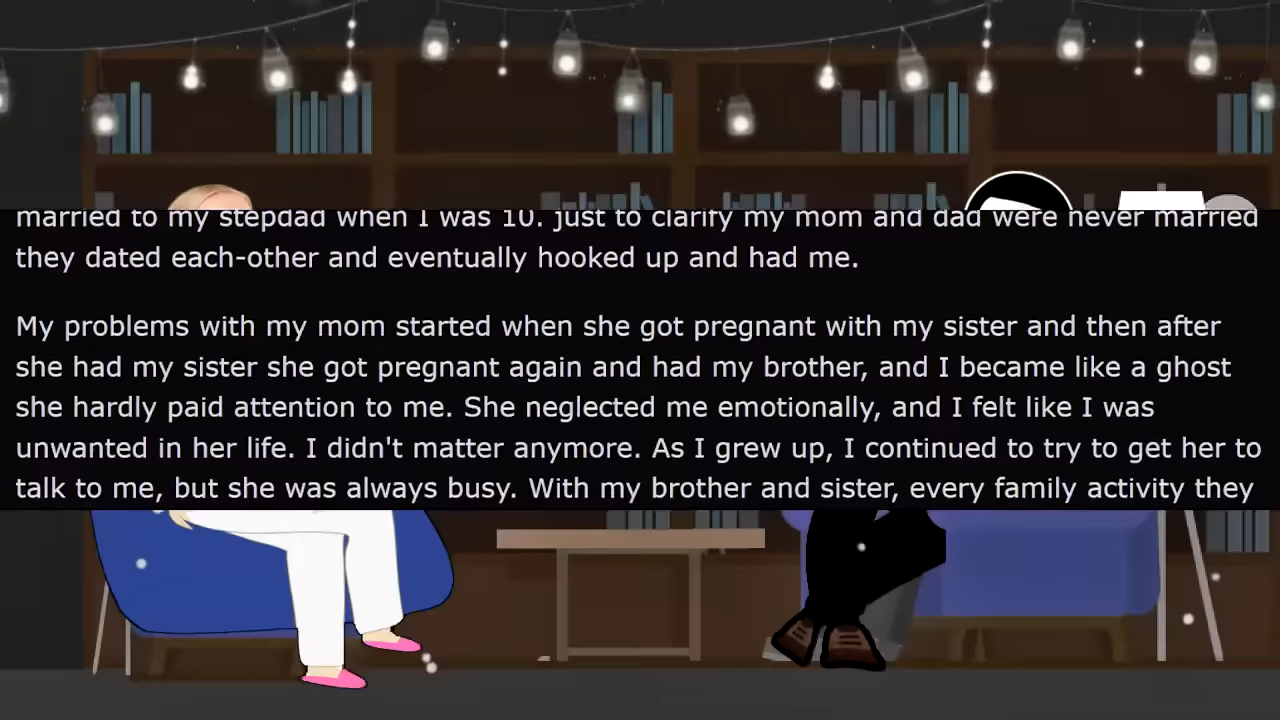 married to my stepdad when I was 10. just to clarify my mom and dad were never married
they dated each-other and eventually hooked up and had me.
My problems with my mom started when she got pregnant with my sister and then after
she had my sister she got pregnant again and had my brother, and I became like a ghost
she hardly paid attention to me. She neglected me emotionally, and I felt like I was
unwanted in her life. I didn't matter anymore. As I grew up, I continued to try to get her to
talk to me, but she was always busy. With my brother and sister, every family activity they